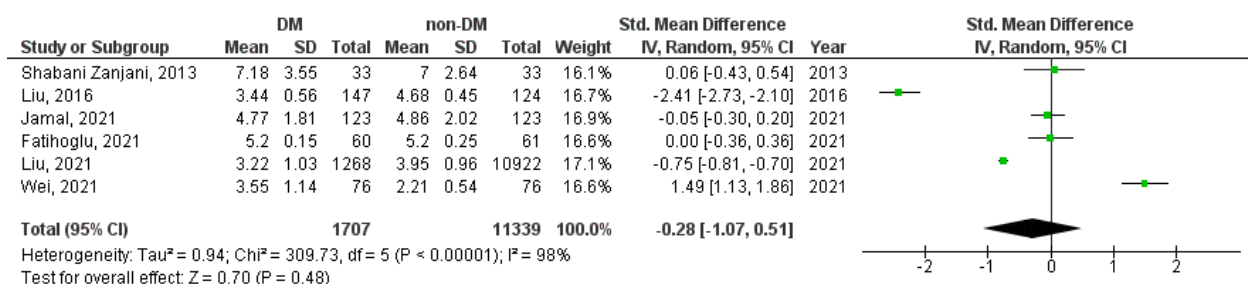 DM non-DM Std. Mean Difference Std. Mean Difference
Study or Subgroup Mean SD Total Mean SD Total Weight IV, Random, 95% CI Year IV, Random, 95% CI
Shabani Zanjani, 2013 7.18 3.55 33 7 2.64 33 16.1% 0.06 [-0.43, 0.54] 2013
Liu, 2016 3.44 0.56 147 4.68 0.45 124 16.7% -2.41 [-2.73, -2.10] 2016
Jamal, 2021 4.77 1.81 123 4.86 2.02 123 16.9% -0.05 [-0.30, 0.20] 2021
Fatihoglu, 2021 5.2 0.15 60 5.2 0.25 61 16.6% 0.00 [-0.36, 0.36] 2021
Liu, 2021 3.22 1.03 1268 3.95 0.96 10922 17.1% -0.75 [-0.81, -0.70] 2021
Wei, 2021 3.55 1.14 76 2.21 0.54 76 16.6% 1.49 [1.13, 1.86] 2021
Total (95% CI) 1707 11339 100.0% -0.28 [-1.07, 0.51]
Heterogeneity: Tau² = 0.94; Chi² = 309.73, df = 5 (P < 0.00001); I² = 98%
Test for overall effect: Z = 0.70 (P = 0.48)
-2 -1 0 1 2